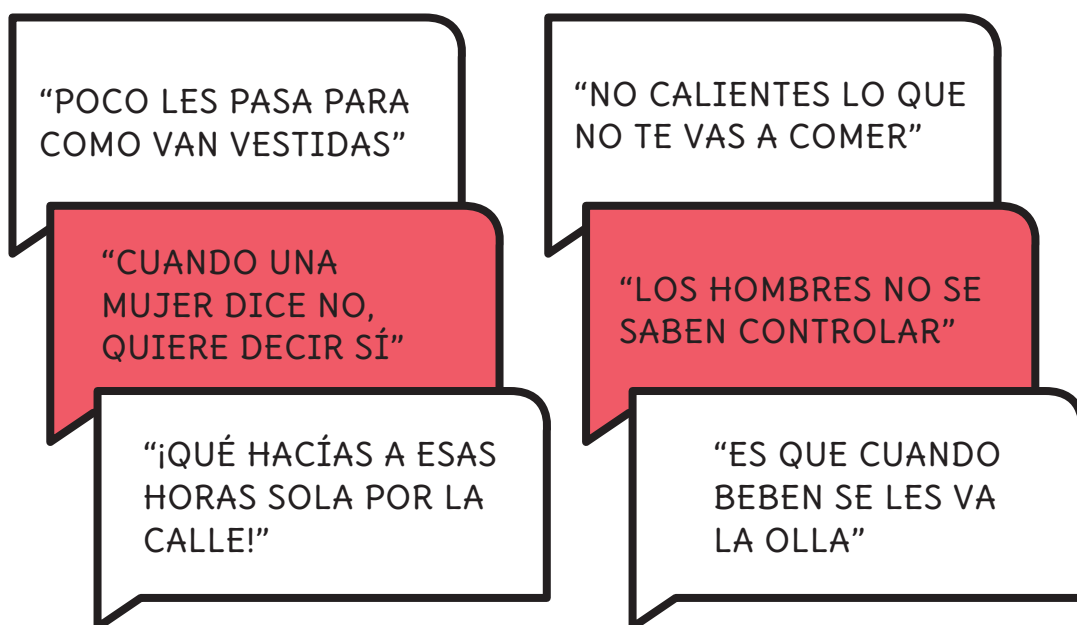 “POCO LES PASA PARA
COMO VAN VESTIDAS”
“CUANDO UNA
MUJER DICE NO,
QUIERE DECIR SÍ”
“¡QUÉ HACÍAS A ESAS
HORAS SOLA POR LA
CALLE!”
“NO CALIENTES LO QUE
NO TE VAS A COMER”
“LOS HOMBRES NO SE
SABEN CONTROLAR”
“ES QUE CUANDO
BEBEN SE LES VA
LA OLLA”